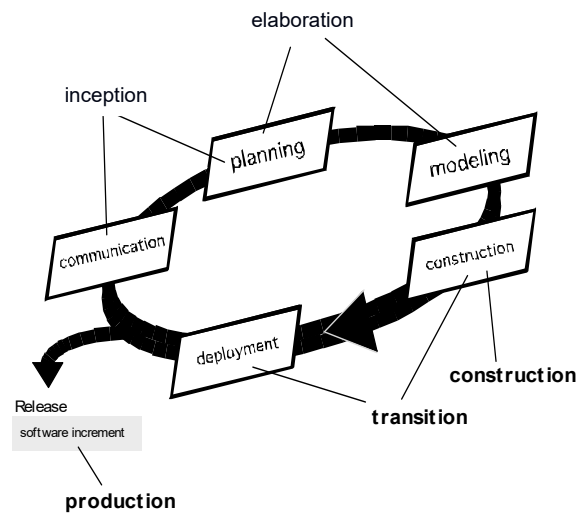 elaboration
inception
planning
modeling
communication
construction
deployment
construction
transition
Release
software increment
production